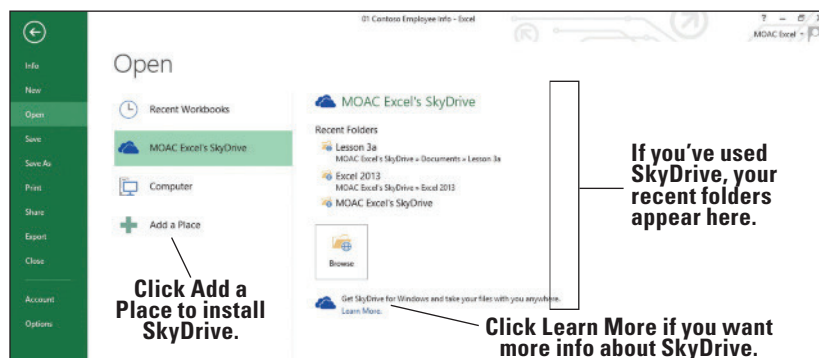 01 Contoso Employee Info - Excel
? – X
MOAC Excel
Info
New
Open
Save
Save As
Print
Share
Export
Close
Account
Options
Open
Recent Workbooks
MOAC Excel's SkyDrive
Computer
Add a Place
MOAC Excel's SkyDrive
Recent Folders
Lesson 3a
MOAC Excel's SkyDrive » Documents » Lesson 3a
Excel 2013
MOAC Excel's SkyDrive » Excel 2013
MOAC Excel's SkyDrive
Browse
Get SkyDrive for Windows and take your files with you anywhere.
Learn More.
If you've used
SkyDrive, your
recent folders
appear here.
Click Add a
Place to install
SkyDrive.
Click Learn More if you want
more info about SkyDrive.